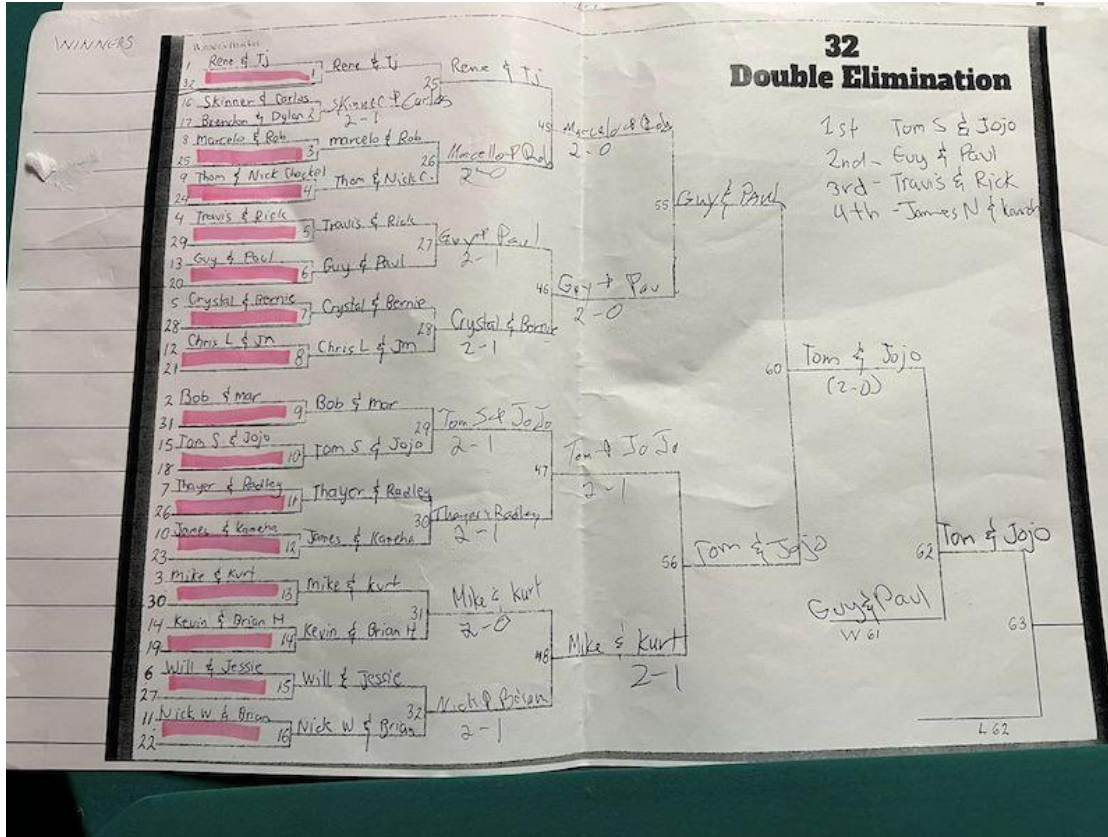 WINNERS
32
Double Elimination
1st Tom S & Jojo
2nd - Guy & Paul
3rd - Travis & Rick
4th - James N & Kareha
1 Rene & Tj
32 1
16 Skinner & Carlos
17 Brendon & Dylan 2
8 Marcelo & Rob
25 3
9 Thom & Nick
24 4
4 Travis & Rick
29 5
13 Guy & Paul
20 6
5 Crystal & Bernie
28 7
12 Chris L & Jm
21 8
2 Bob & mar
31 9
15 Tom S & Jojo
18 10
7 Thayer & Radley
26 11
10 James & Kareha
23 12
3 mike & Kurt
30 13
14 Kevin & Brian H
19 14
6 Will & Jessie
27 15
11 Nick W & Brian
22 16
Rene & Tj
25
Skinner & Carlos
2-1
marcelo & Rob
26
Thom & Nick C.
Travis & Rick
27
Guy & Paul
Crystal & Bernie
28
Chris L & Jm
Bob & mar
29
Tom S & Jojo
Thayer & Radley
30
James & Kareha
mike & kurt
31
Kevin & Brian H
Will & Jessie
32
Nick W & Brian
Rene & Tj
45
Marcello & Rob
2-0
Guy & Paul
2-1
46
Crystal & Bernie
2-1
Tom S & JoJo
2-1
47
Thayer & Radley
2-1
Mike & Kurt
2-0
48
Nick & Brian
2-1
Marcelo & Rob
2-0
55
Guy & Pau
2-0
Tom & JoJo
2-1
56
Mike & Kurt
2-1
Guy & Paul
60
Tom & Jojo
Tom & Jojo
(2-0)
62
Guy & Paul
W 61
Tom & Jojo
63
L 62